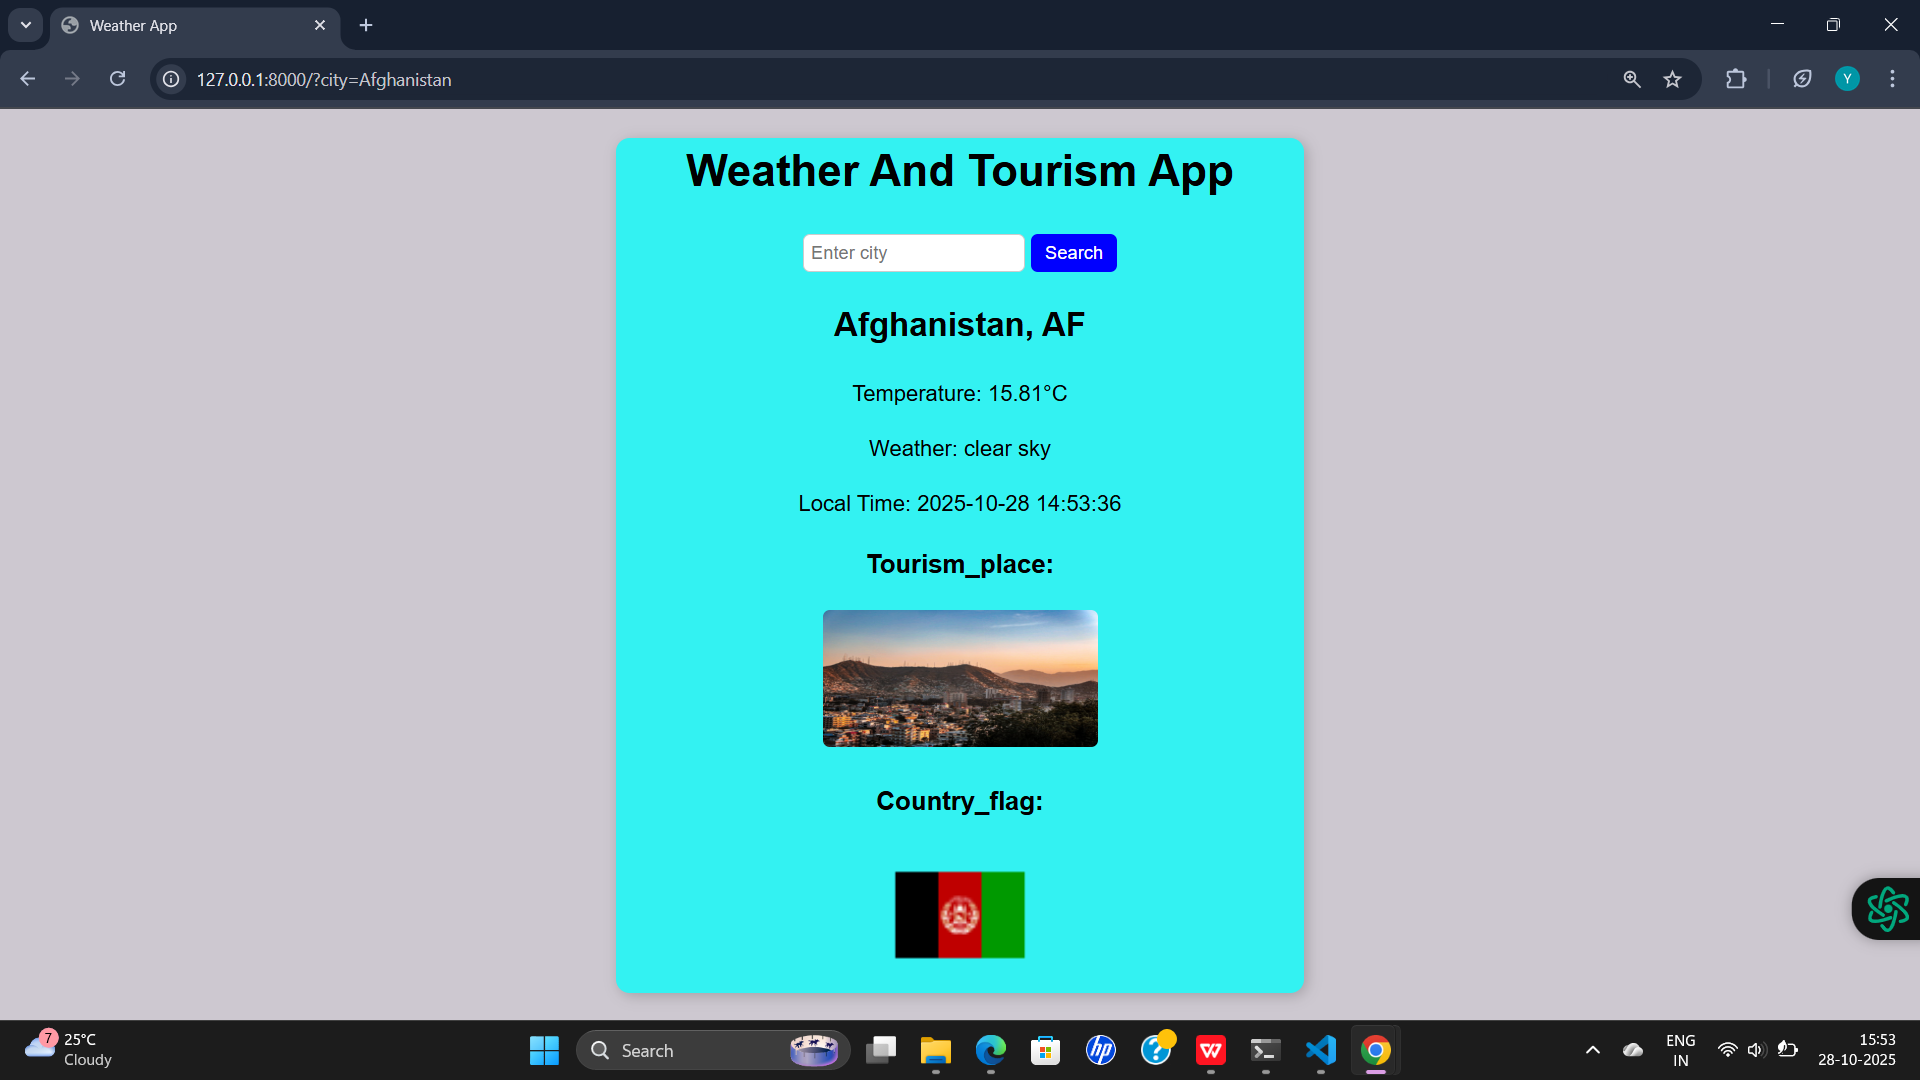 Weather App
127.0.0.1:8000/?city=Afghanistan
Y
Weather And Tourism App
Enter city
Search
Afghanistan, AF
Temperature: 15.81°C
Weather: clear sky
Local Time: 2025-10-28 14:53:36
Tourism_place:
Country_flag:
7
25°C
Cloudy
Search
hp
?
W
ENG
IN
15:53
28-10-2025